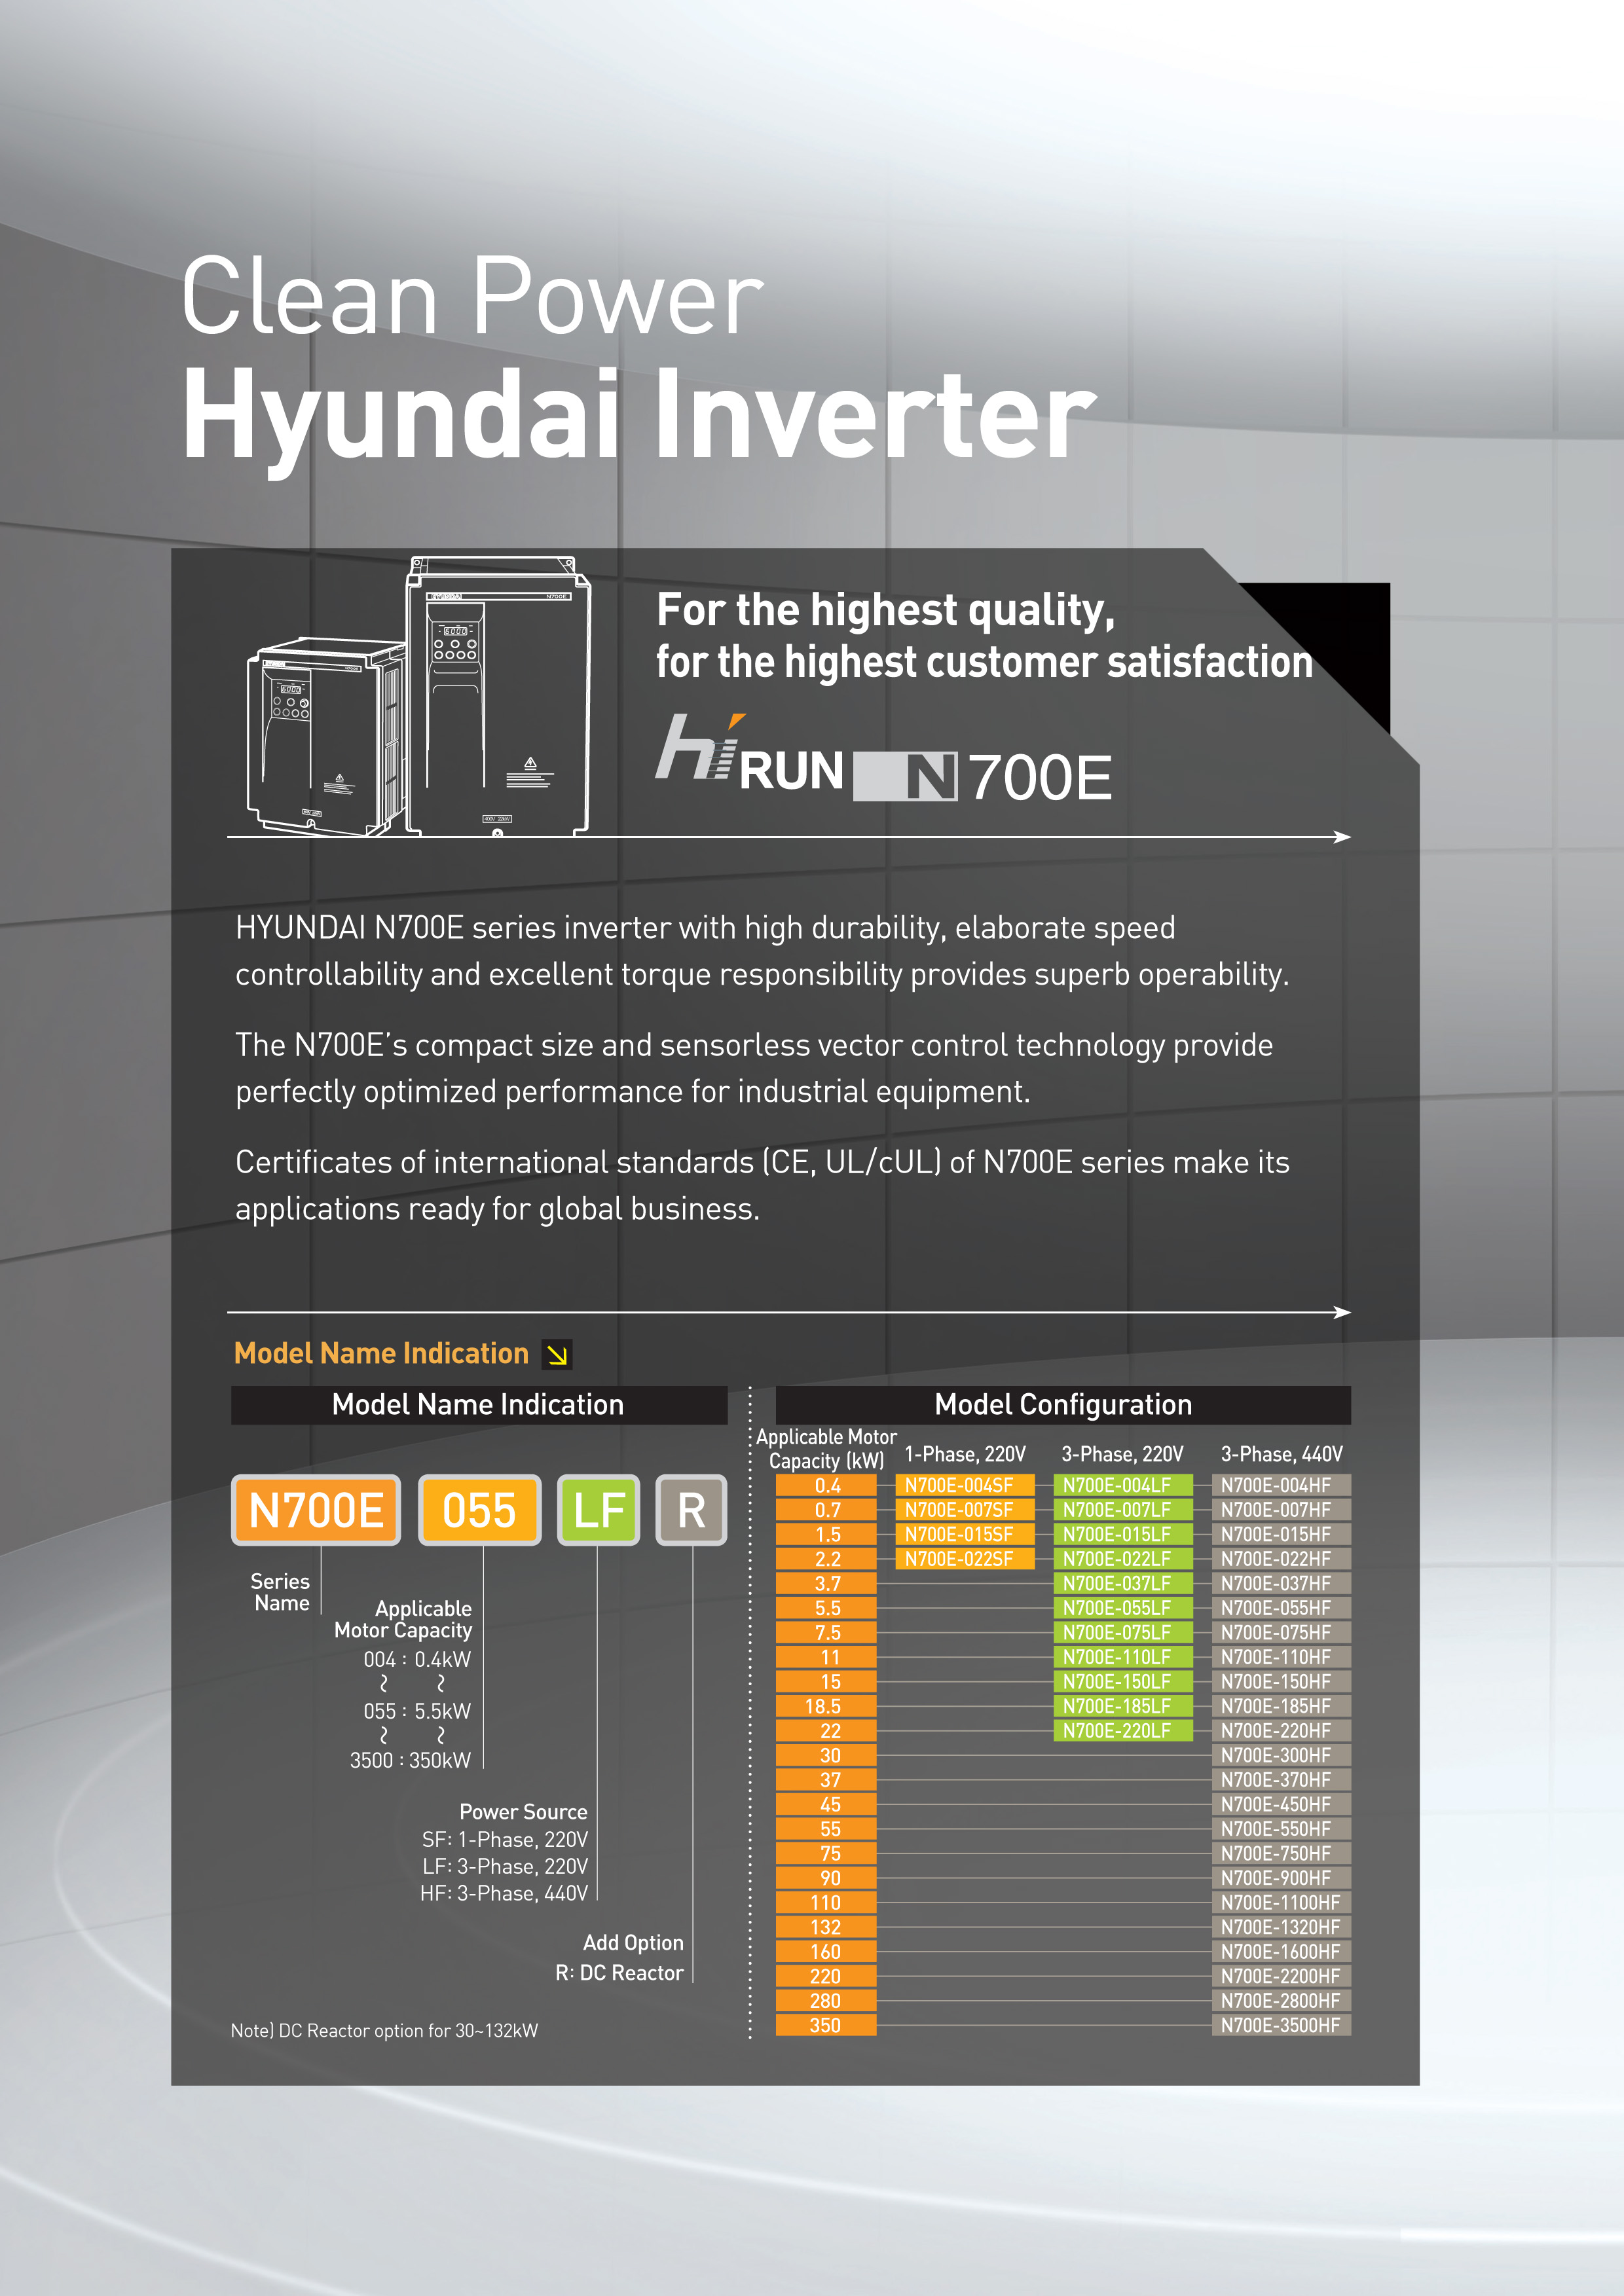 Clean Power
Hyundai Inverter
HYUNDAI N700E
6000
HYUNDAI N700E
6000
400V 22kW
For the highest quality,
for the highest customer satisfaction
hi RUN N 700E
HYUNDAI N700E series inverter with high durability, elaborate speed
controllability and excellent torque responsibility provides superb operability.
The N700E's compact size and sensorless vector control technology provide
perfectly optimized performance for industrial equipment.
Certificates of international standards (CE, UL/cUL) of N700E series make its
applications ready for global business.
Model Name Indication
Model Name Indication
N700E 055 LF R
Series
Name
Applicable
Motor Capacity
004 : 0.4kW
~ ~
055 : 5.5kW
~ ~
3500 : 350kW
Power Source
SF: 1-Phase, 220V
LF: 3-Phase, 220V
HF: 3-Phase, 440V
Add Option
R: DC Reactor
Note) DC Reactor option for 30~132kW
Model Configuration
Applicable Motor
Capacity (kW) 1-Phase, 220V 3-Phase, 220V 3-Phase, 440V
0.4 N700E-004SF N700E-004LF N700E-004HF
0.7 N700E-007SF N700E-007LF N700E-007HF
1.5 N700E-015SF N700E-015LF N700E-015HF
2.2 N700E-022SF N700E-022LF N700E-022HF
3.7 N700E-037LF N700E-037HF
5.5 N700E-055LF N700E-055HF
7.5 N700E-075LF N700E-075HF
11 N700E-110LF N700E-110HF
15 N700E-150LF N700E-150HF
18.5 N700E-185LF N700E-185HF
22 N700E-220LF N700E-220HF
30 N700E-300HF
37 N700E-370HF
45 N700E-450HF
55 N700E-550HF
75 N700E-750HF
90 N700E-900HF
110 N700E-1100HF
132 N700E-1320HF
160 N700E-1600HF
220 N700E-2200HF
280 N700E-2800HF
350 N700E-3500HF